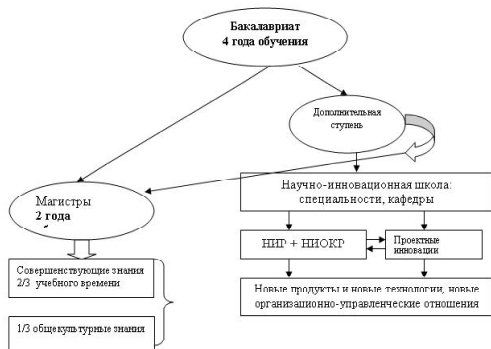 Бакалавриат
4 года обучения
Дополнительная
ступень
Магистры
2 года
Научно-инновационная школа:
специальности, кафедры
НИР + НИОКР
Проектные
инновации
Совершенствующие знания
2/3 учебного времени
Новые продукты и новые технологии, новые
организационно-управленческие отношения
1/3 общекультурные знания